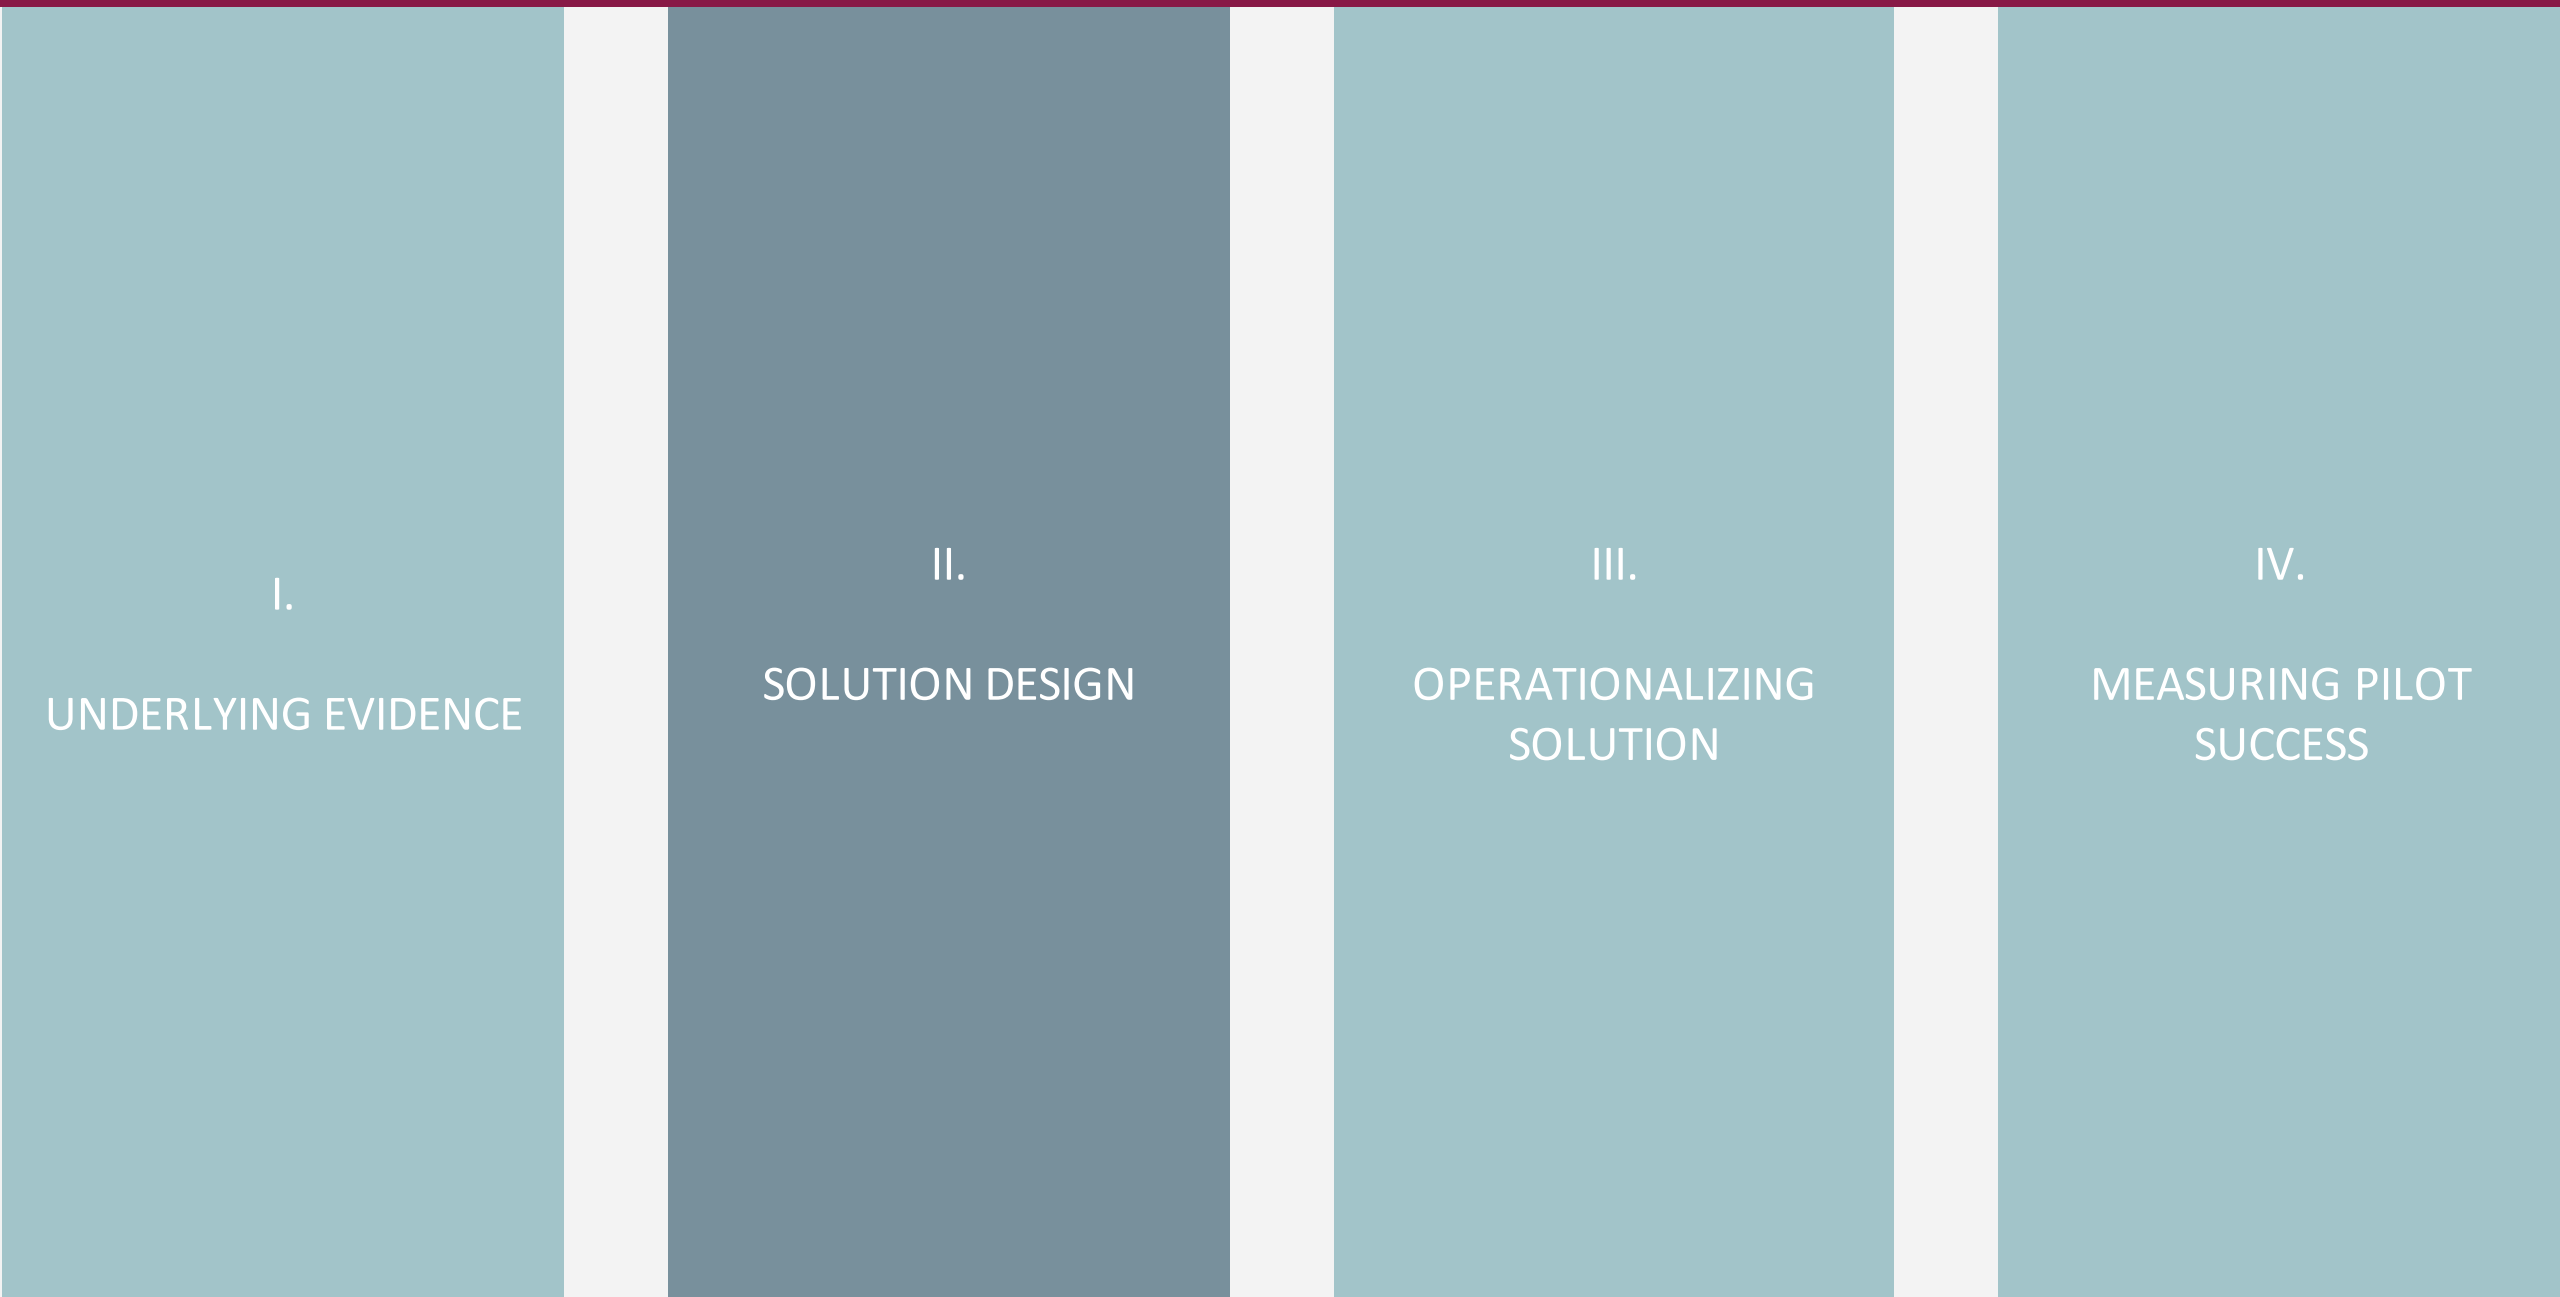 I.
UNDERLYING EVIDENCE
II.
SOLUTION DESIGN
III.
OPERATIONALIZING
SOLUTION
IV.
MEASURING PILOT
SUCCESS